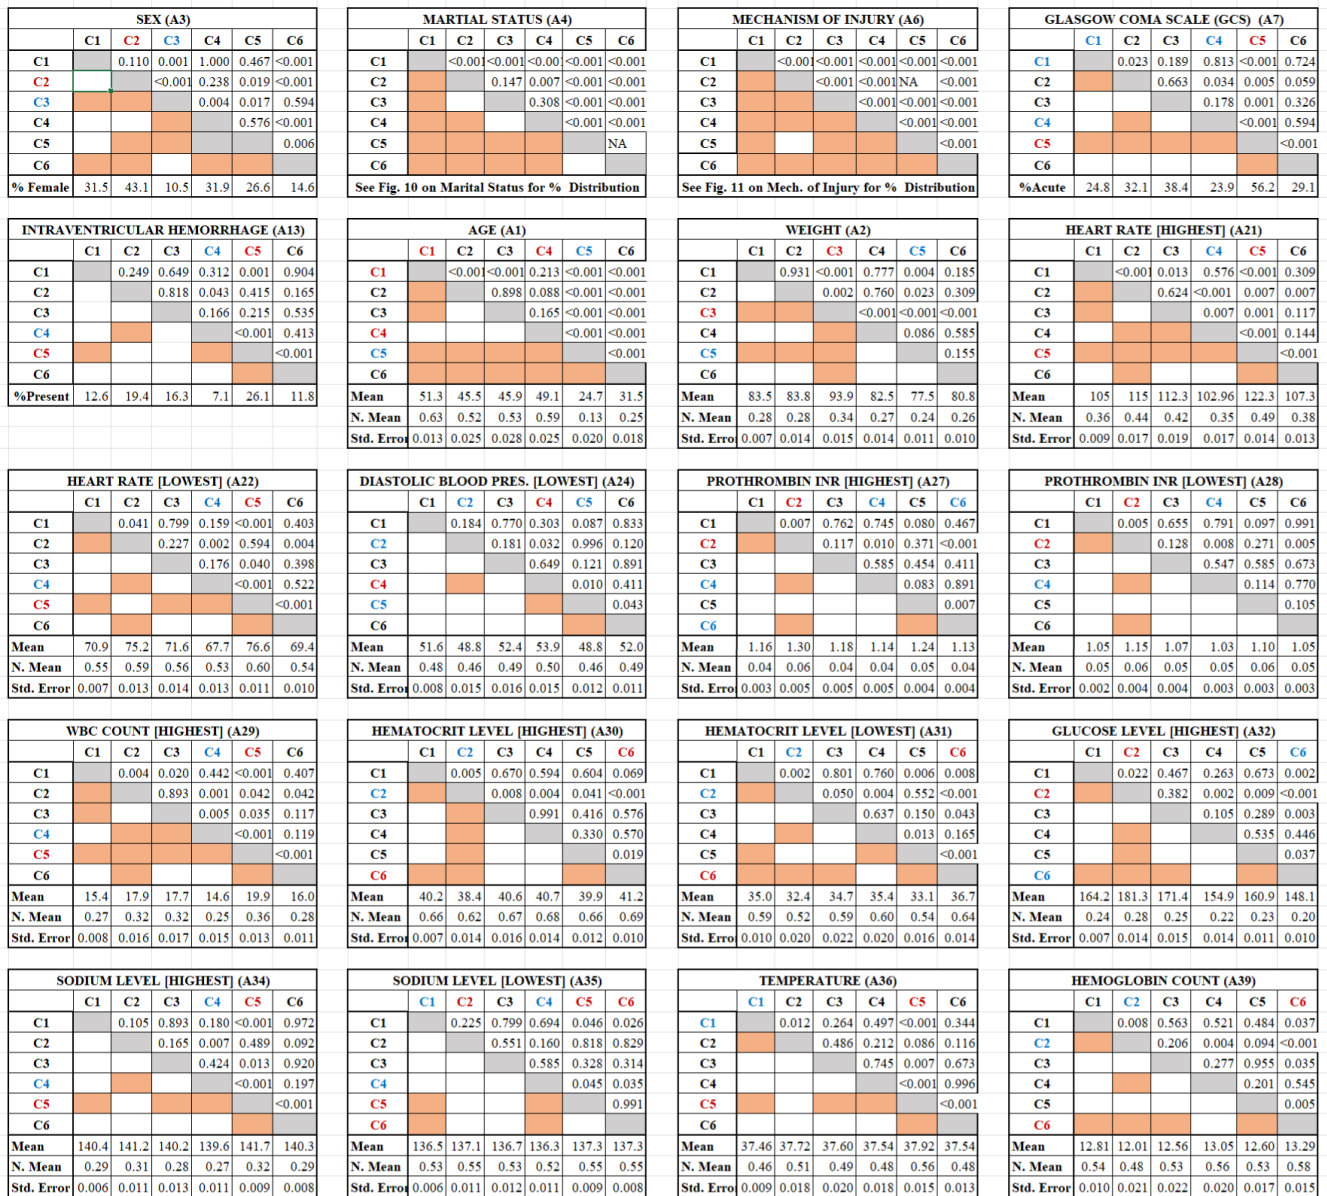 SEX (A3)
C1 C2 C3 C4 C5 C6
C1 0.110 0.001 1.000 0.467 <0.001
C2 <0.001 0.238 0.019 <0.001
C3 0.004 0.017 0.594
C4 0.576 <0.001
C5 0.006
C6
% Female 31.5 43.1 10.5 31.9 26.6 14.6
MARTIAL STATUS (A4)
C1 C2 C3 C4 C5 C6
C1 <0.001 <0.001 <0.001 <0.001 <0.001
C2 0.147 0.007 <0.001 <0.001
C3 0.308 <0.001 <0.001
C4 <0.001 <0.001
C5 NA
C6
See Fig. 10 on Marital Status for % Distribution
MECHANISM OF INJURY (A6)
C1 C2 C3 C4 C5 C6
C1 <0.001 <0.001 <0.001 <0.001 <0.001
C2 <0.001 <0.001 NA <0.001
C3 <0.001 <0.001 <0.001
C4 <0.001 <0.001
C5 <0.001
C6
See Fig. 11 on Mech. of Injury for % Distribution
GLASGOW COMA SCALE (GCS) (A7)
C1 C2 C3 C4 C5 C6
C1 0.023 0.189 0.813 <0.001 0.724
C2 0.663 0.034 0.005 0.059
C3 0.178 0.001 0.326
C4 <0.001 0.594
C5 <0.001
C6
%Acute 24.8 32.1 38.4 23.9 56.2 29.1
INTRAVENTRICULAR HEMORRHAGE (A13)
C1 C2 C3 C4 C5 C6
C1 0.249 0.649 0.312 0.001 0.904
C2 0.818 0.043 0.415 0.165
C3 0.166 0.215 0.535
C4 <0.001 0.413
C5 <0.001
C6
%Present 12.6 19.4 16.3 7.1 26.1 11.8
AGE (A1)
C1 C2 C3 C4 C5 C6
C1 <0.001 <0.001 0.213 <0.001 <0.001
C2 0.898 0.088 <0.001 <0.001
C3 0.165 <0.001 <0.001
C4 <0.001 <0.001
C5 <0.001
C6
Mean 51.3 45.5 45.9 49.1 24.7 31.5
N. Mean 0.63 0.52 0.53 0.59 0.13 0.25
Std. Error 0.013 0.025 0.028 0.025 0.020 0.018
WEIGHT (A2)
C1 C2 C3 C4 C5 C6
C1 0.931 <0.001 0.777 0.004 0.185
C2 0.002 0.760 0.023 0.309
C3 <0.001 <0.001 <0.001
C4 0.086 0.585
C5 0.155
C6
Mean 83.5 83.8 93.9 82.5 77.5 80.8
N. Mean 0.28 0.28 0.34 0.27 0.24 0.26
Std. Error 0.007 0.014 0.015 0.014 0.011 0.010
HEART RATE [HIGHEST] (A21)
C1 C2 C3 C4 C5 C6
C1 <0.001 0.013 0.576 <0.001 0.309
C2 0.624 <0.001 0.007 0.007
C3 0.007 0.001 0.117
C4 <0.001 0.144
C5 <0.001
C6
Mean 105 115 112.3 102.96 122.3 107.3
N. Mean 0.36 0.44 0.42 0.35 0.49 0.38
Std. Error 0.009 0.017 0.019 0.017 0.014 0.013
HEART RATE [LOWEST] (A22)
C1 C2 C3 C4 C5 C6
C1 0.041 0.799 0.159 <0.001 0.403
C2 0.227 0.002 0.594 0.004
C3 0.176 0.040 0.398
C4 <0.001 0.522
C5 <0.001
C6
Mean 70.9 75.2 71.6 67.7 76.6 69.4
N. Mean 0.55 0.59 0.56 0.53 0.60 0.54
Std. Error 0.007 0.013 0.014 0.013 0.011 0.010
DIASTOLIC BLOOD PRES. [LOWEST] (A24)
C1 C2 C3 C4 C5 C6
C1 0.184 0.770 0.303 0.087 0.833
C2 0.181 0.032 0.996 0.120
C3 0.649 0.121 0.891
C4 0.010 0.411
C5 0.043
C6
Mean 51.6 48.8 52.4 53.9 48.8 52.0
N. Mean 0.48 0.46 0.49 0.50 0.46 0.49
Std. Error 0.008 0.015 0.016 0.015 0.012 0.011
PROTHROMBIN INR [HIGHEST] (A27)
C1 C2 C3 C4 C5 C6
C1 0.007 0.762 0.745 0.080 0.467
C2 0.117 0.010 0.371 <0.001
C3 0.585 0.454 0.411
C4 0.083 0.891
C5 0.007
C6
Mean 1.16 1.30 1.18 1.14 1.24 1.13
N. Mean 0.04 0.06 0.04 0.04 0.05 0.04
Std. Error 0.003 0.005 0.005 0.005 0.004 0.004
PROTHROMBIN INR [LOWEST] (A28)
C1 C2 C3 C4 C5 C6
C1 0.005 0.655 0.791 0.097 0.991
C2 0.128 0.008 0.271 0.005
C3 0.547 0.585 0.673
C4 0.114 0.770
C5 0.105
C6
Mean 1.05 1.15 1.07 1.03 1.10 1.05
N. Mean 0.05 0.06 0.05 0.05 0.06 0.05
Std. Error 0.002 0.004 0.004 0.003 0.003 0.003
WBC COUNT [HIGHEST] (A29)
C1 C2 C3 C4 C5 C6
C1 0.004 0.020 0.442 <0.001 0.407
C2 0.893 0.001 0.042 0.042
C3 0.005 0.035 0.117
C4 <0.001 0.119
C5 <0.001
C6
Mean 15.4 17.9 17.7 14.6 19.9 16.0
N. Mean 0.27 0.32 0.32 0.25 0.36 0.28
Std. Error 0.008 0.016 0.017 0.015 0.013 0.011
HEMATOCRIT LEVEL [HIGHEST] (A30)
C1 C2 C3 C4 C5 C6
C1 0.005 0.670 0.594 0.604 0.069
C2 0.008 0.004 0.041 <0.001
C3 0.991 0.416 0.576
C4 0.330 0.570
C5 0.019
C6
Mean 40.2 38.4 40.6 40.7 39.9 41.2
N. Mean 0.66 0.62 0.67 0.68 0.66 0.69
Std. Error 0.007 0.014 0.016 0.014 0.012 0.010
HEMATOCRIT LEVEL [LOWEST] (A31)
C1 C2 C3 C4 C5 C6
C1 0.002 0.801 0.760 0.006 0.008
C2 0.050 0.004 0.552 <0.001
C3 0.637 0.150 0.043
C4 0.013 0.165
C5 <0.001
C6
Mean 35.0 32.4 34.7 35.4 33.1 36.7
N. Mean 0.59 0.52 0.59 0.60 0.54 0.64
Std. Error 0.010 0.020 0.022 0.020 0.016 0.014
GLUCOSE LEVEL [HIGHEST] (A32)
C1 C2 C3 C4 C5 C6
C1 0.022 0.467 0.263 0.673 0.002
C2 0.382 0.002 0.009 <0.001
C3 0.105 0.289 0.003
C4 0.535 0.446
C5 0.037
C6
Mean 164.2 181.3 171.4 154.9 160.9 148.1
N. Mean 0.24 0.28 0.25 0.22 0.23 0.20
Std. Error 0.007 0.014 0.015 0.014 0.011 0.010
SODIUM LEVEL [HIGHEST] (A34)
C1 C2 C3 C4 C5 C6
C1 0.105 0.893 0.180 <0.001 0.972
C2 0.165 0.007 0.489 0.092
C3 0.424 0.013 0.920
C4 <0.001 0.197
C5 <0.001
C6
Mean 140.4 141.2 140.2 139.6 141.7 140.3
N. Mean 0.29 0.31 0.28 0.27 0.32 0.29
Std. Error 0.006 0.011 0.013 0.011 0.009 0.008
SODIUM LEVEL [LOWEST] (A35)
C1 C2 C3 C4 C5 C6
C1 0.225 0.799 0.694 0.046 0.026
C2 0.551 0.160 0.818 0.829
C3 0.585 0.328 0.314
C4 0.045 0.035
C5 0.991
C6
Mean 136.5 137.1 136.7 136.3 137.3 137.3
N. Mean 0.53 0.55 0.53 0.52 0.55 0.55
Std. Error 0.006 0.011 0.012 0.011 0.009 0.008
TEMPERATURE (A36)
C1 C2 C3 C4 C5 C6
C1 0.012 0.264 0.497 <0.001 0.344
C2 0.486 0.212 0.086 0.116
C3 0.745 0.007 0.673
C4 <0.001 0.996
C5 <0.001
C6
Mean 37.46 37.72 37.60 37.54 37.92 37.54
N. Mean 0.46 0.51 0.49 0.48 0.56 0.48
Std. Error 0.009 0.018 0.020 0.018 0.015 0.013
HEMOGLOBIN COUNT (A39)
C1 C2 C3 C4 C5 C6
C1 0.008 0.563 0.521 0.484 0.037
C2 0.206 0.004 0.094 <0.001
C3 0.277 0.955 0.035
C4 0.201 0.545
C5 0.005
C6
Mean 12.81 12.01 12.56 13.05 12.60 13.29
N. Mean 0.54 0.48 0.53 0.56 0.53 0.58
Std. Error 0.010 0.021 0.022 0.020 0.017 0.015